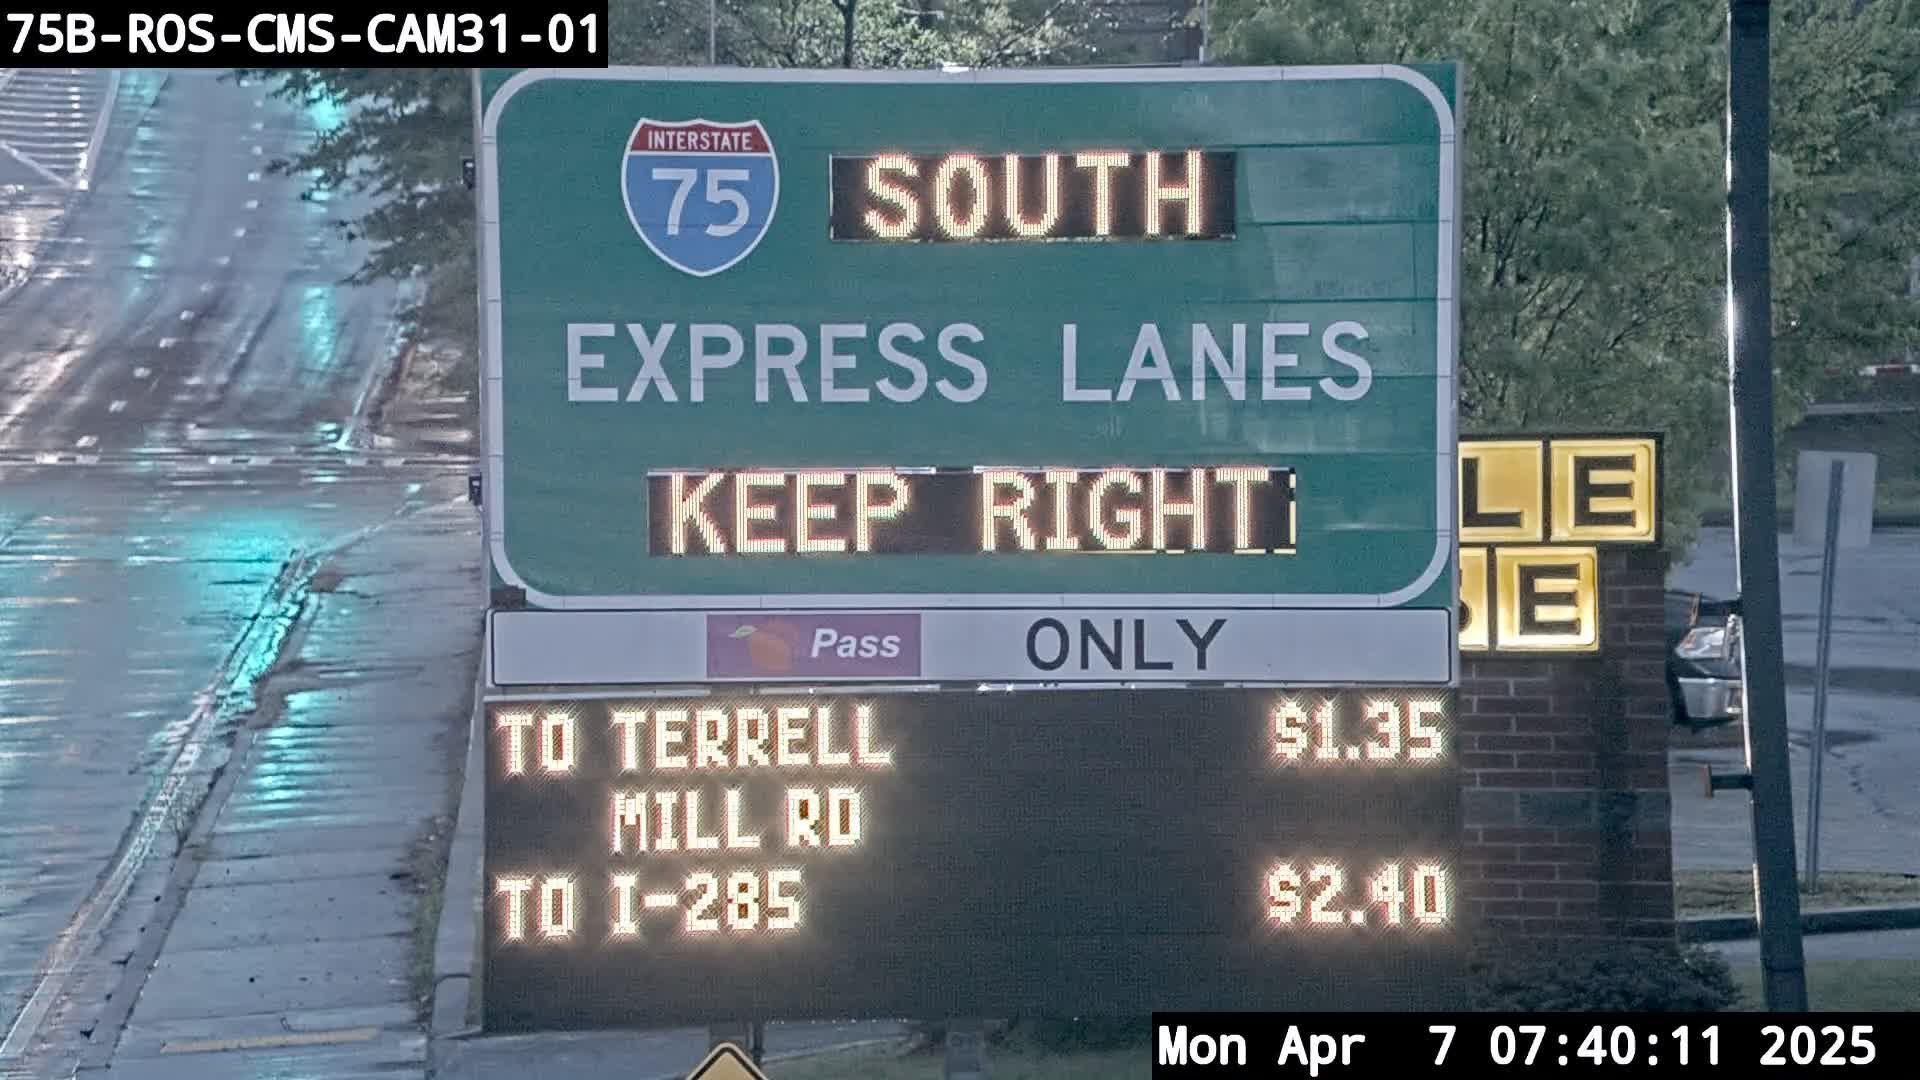 75B-ROS-CMS-CAM31-01
INTERSTATE
75
SOUTH
EXPRESS LANES
KEEP RIGHT
Pass ONLY
TO TERRELL $1.35
MILL RD
TO I-285 $2.40
LE
E
Mon Apr 7 07:40:11 2025